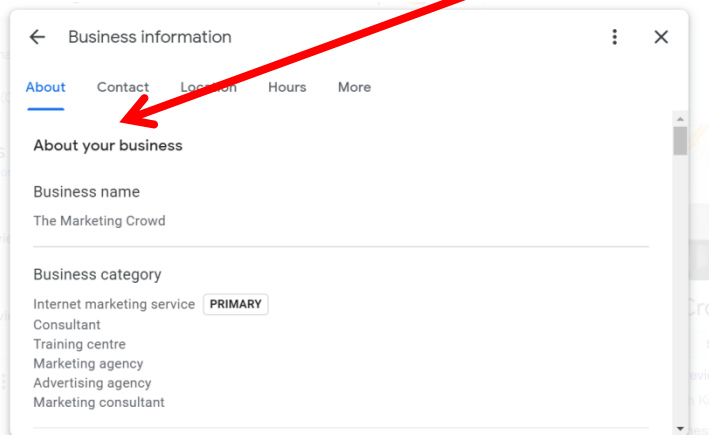 Business information
About Contact Location Hours More
About your business
Business name
The Marketing Crowd
Business category
Internet marketing service PRIMARY
Consultant
Training centre
Marketing agency
Advertising agency
Marketing consultant